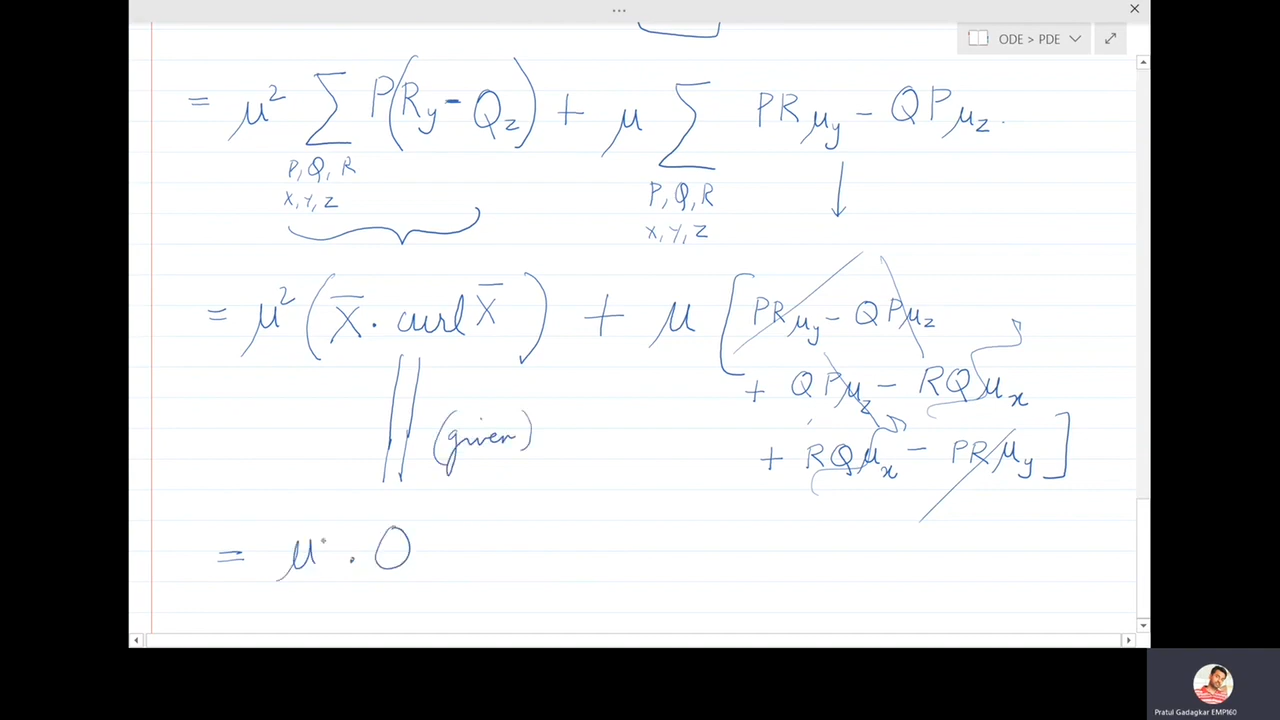 ODE > PDE
= μ² ∑ P(R_y - Q_z) + μ ∑ PRμ_y - QPμ_z.
P, Q, R P, Q, R
X, Y, Z X, Y, Z
= μ² (X̄ . curl X̄) + μ [PRμ_y - QPμ_z
+ QPμ_z - RQμ_x
(given)
+ RQμ_x - PRμ_y]
= μ . 0
Pratul Gadagkar EMP160